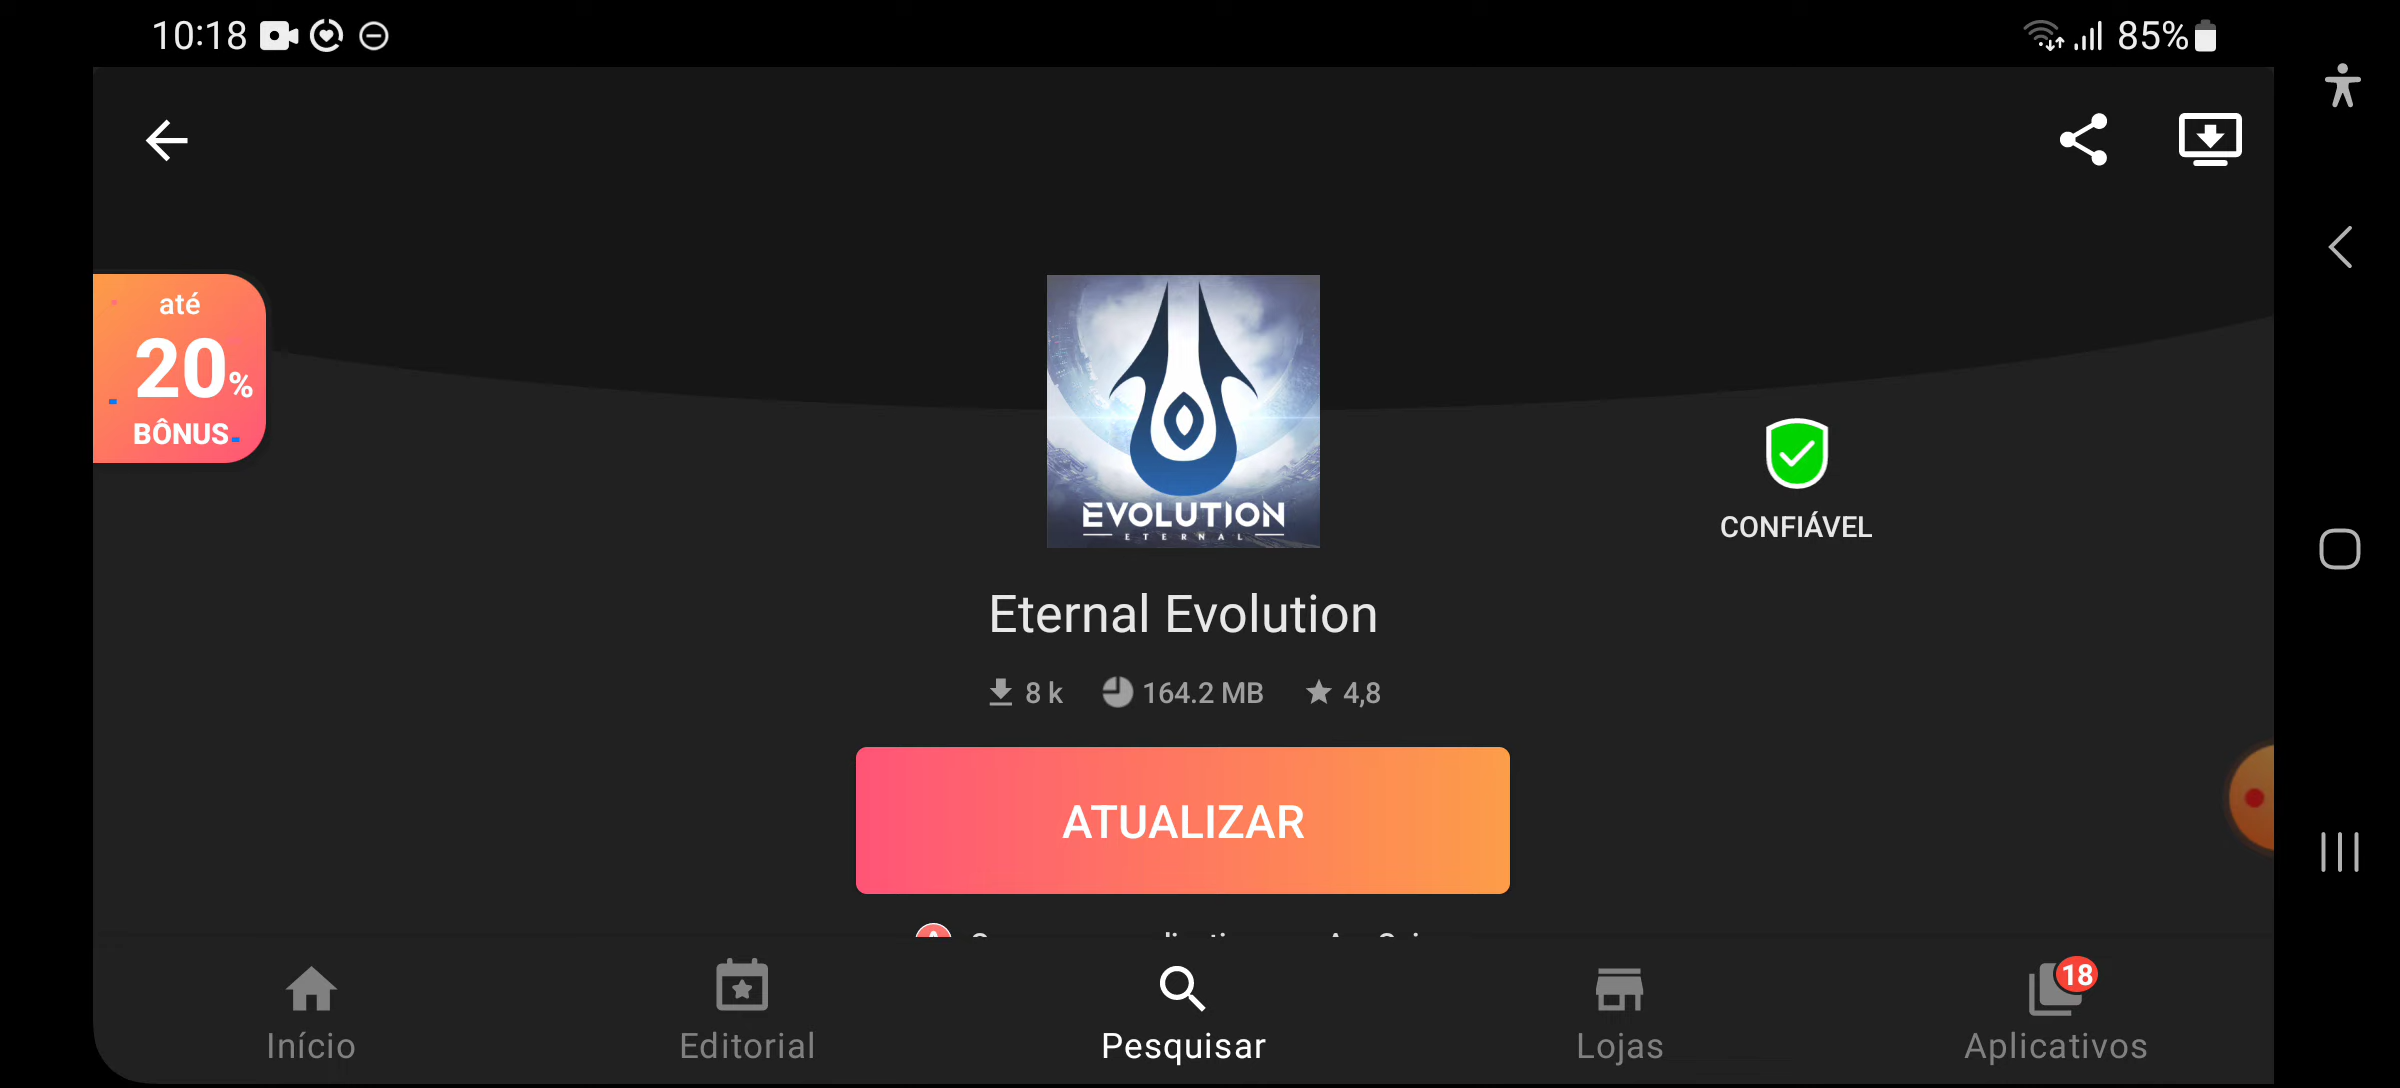 10:18
85%
até
20%
BÔNUS
EVOLUTION
ETERNAL
CONFIÁVEL
Eternal Evolution
8 k 164.2 MB 4,8
ATUALIZAR
Início
Editorial
Pesquisar
Lojas
18
Aplicativos